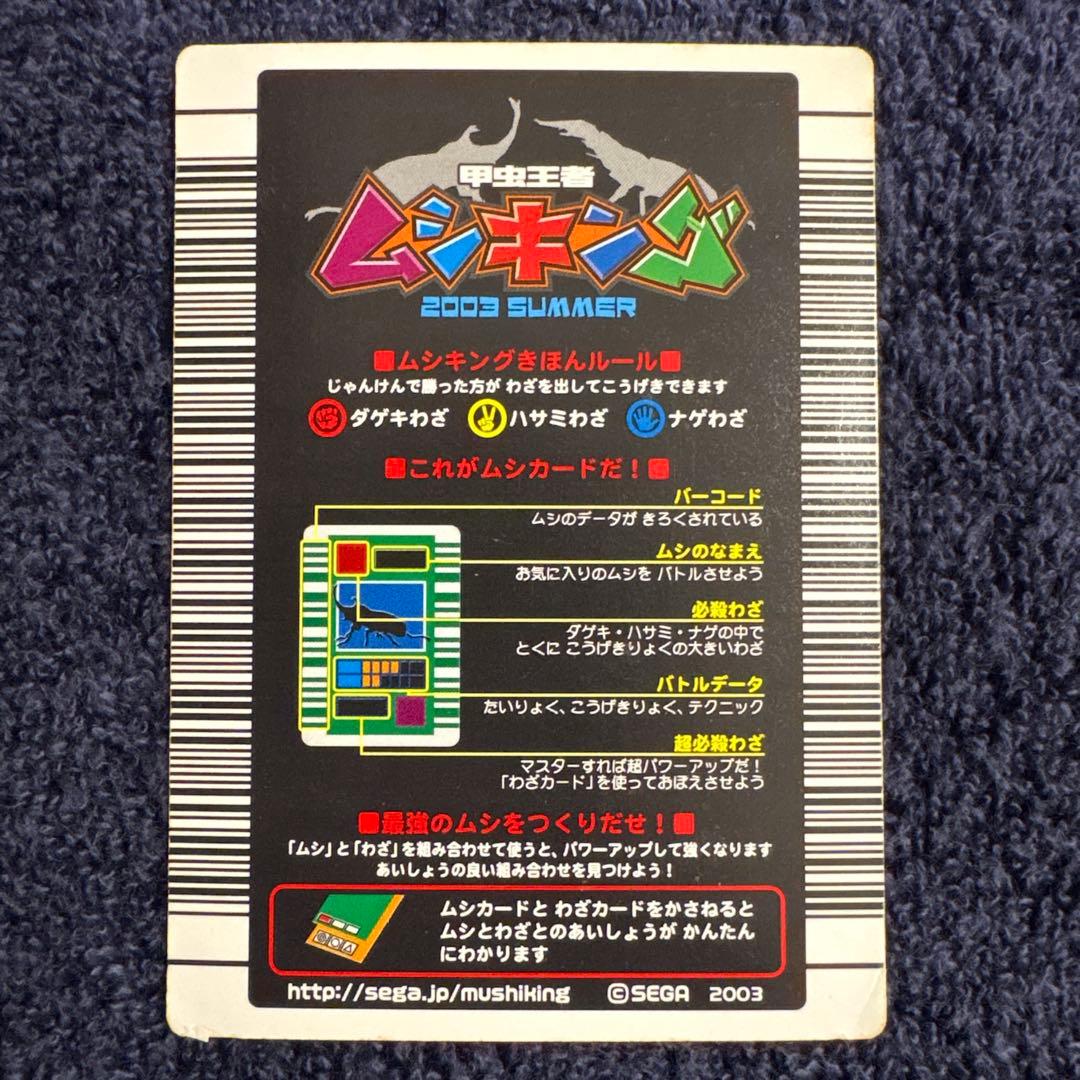 甲虫王者
ムシキング
2003 SUMMER
ムシキングきほんルール
じゃんけんで勝った方が わざを出してこうげきできます
ダゲキわざ ハサミわざ ナゲわざ
これがムシカードだ！
バーコード
ムシのデータが きろくされている
ムシのなまえ
お気に入りのムシを バトルさせよう
必殺わざ
ダゲキ・ハサミ・ナゲの中で
とくに こうげきりょくの大きいわざ
バトルデータ
たいりょく、こうげきりょく、テクニック
超必殺わざ
マスターすれば超パワーアップだ！
「わざカード」を使っておぼえさせよう
最強のムシをつくりだせ！
「ムシ」と「わざ」を組み合わせて使うと、パワーアップして強くなります
あいしょうの良い組み合わせを見つけよう！
ムシカードと わざカードをかさねると
ムシとわざとのあいしょうが かんたん
にわかります
http://sega.jp/mushiking ©SEGA 2003